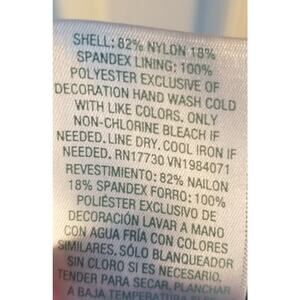 SHELL: 82% NYLON 18%
SPANDEX LINING: 100%
POLYESTER EXCLUSIVE OF
DECORATION HAND WASH COLD
WITH LIKE COLORS. ONLY
NON-CHLORINE BLEACH IF
NEEDED. LINE DRY. COOL IRON IF
NEEDED. RN17730 VN1984071
REVESTIMIENTO: 82% NAILON
18% SPANDEX FORRO: 100%
POLIÉSTER EXCLUSIVO DE
DECORACIÓN LAVAR A MANO
CON AGUA FRÍA CON COLORES
SIMILARES. SÓLO BLANQUEADOR
SIN CLORO SI ES NECESARIO.
TENDER PARA SECAR. PLANCHAR
A BAJA TEMPERATURA